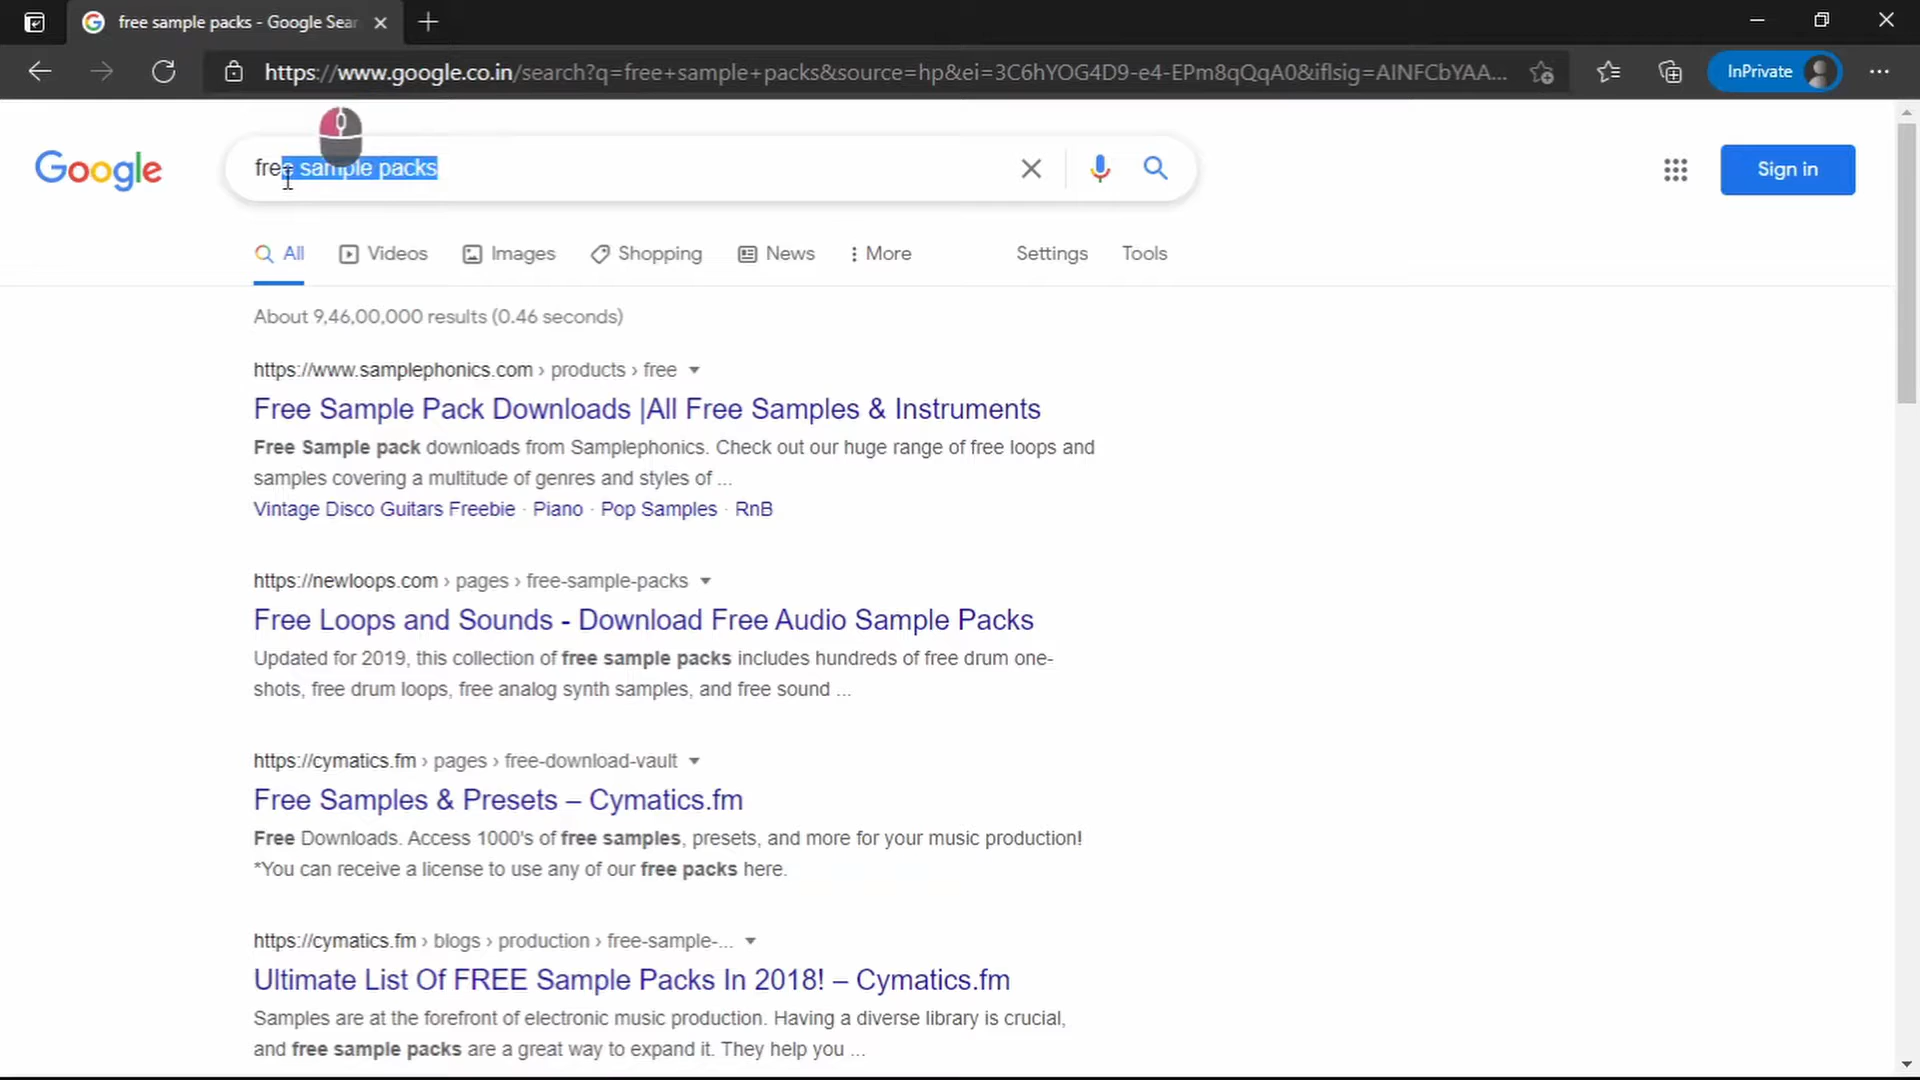 free sample packs - Google Sear
https://www.google.co.in/search?q=free+sample+packs&source=hp&ei=3C6hYOG4D9-e4-EPm8qQqA0&iflsig=AINFCbYAA...
InPrivate
Google
free sample packs
Sign in
All Videos Images Shopping News More Settings Tools
About 9,46,00,000 results (0.46 seconds)
https://www.samplephonics.com › products › free
Free Sample Pack Downloads |All Free Samples & Instruments
Free Sample pack downloads from Samplephonics. Check out our huge range of free loops and
samples covering a multitude of genres and styles of ...
Vintage Disco Guitars Freebie · Piano · Pop Samples · RnB
https://newloops.com › pages › free-sample-packs
Free Loops and Sounds - Download Free Audio Sample Packs
Updated for 2019, this collection of free sample packs includes hundreds of free drum one-
shots, free drum loops, free analog synth samples, and free sound ...
https://cymatics.fm › pages › free-download-vault
Free Samples & Presets – Cymatics.fm
Free Downloads. Access 1000's of free samples, presets, and more for your music production!
*You can receive a license to use any of our free packs here.
https://cymatics.fm › blogs › production › free-sample-...
Ultimate List Of FREE Sample Packs In 2018! – Cymatics.fm
Samples are at the forefront of electronic music production. Having a diverse library is crucial,
and free sample packs are a great way to expand it. They help you ...